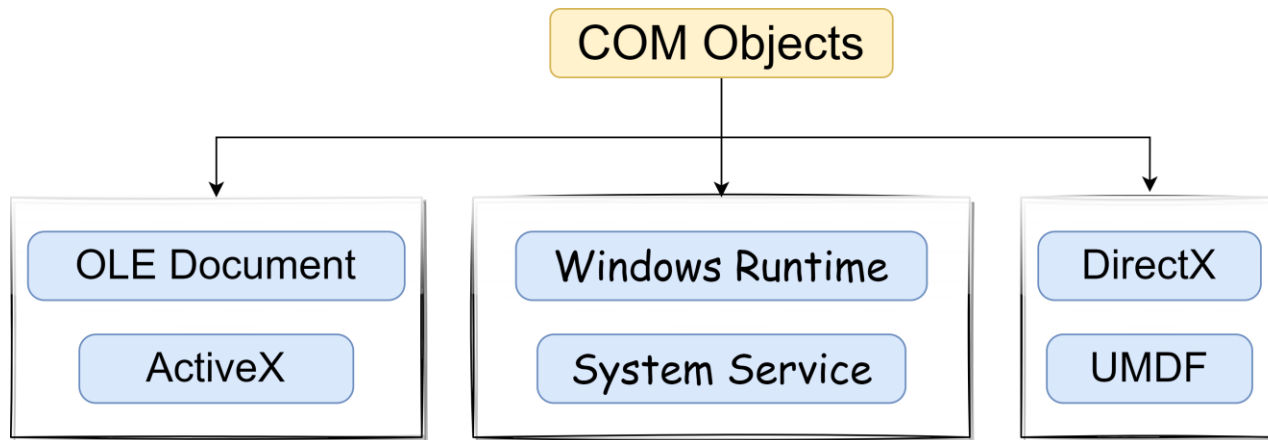 COM Objects
OLE Document
ActiveX
Windows Runtime
System Service
DirectX
UMDF